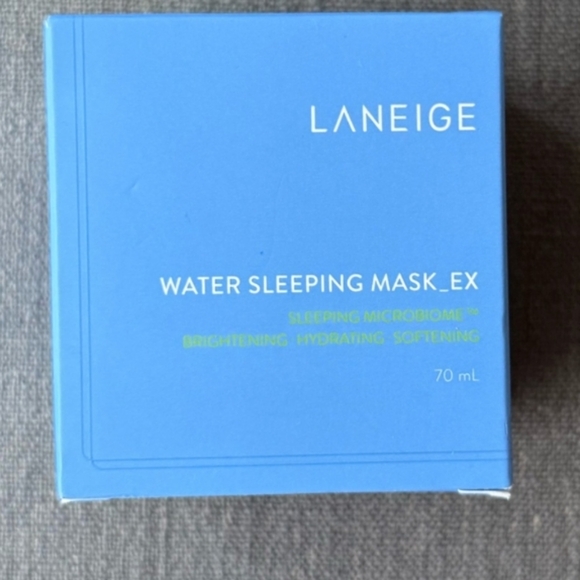 LANEIGE
WATER SLEEPING MASK_EX
SLEEPING MICROBIOME™
BRIGHTENING HYDRATING SOFTENING
70 mL